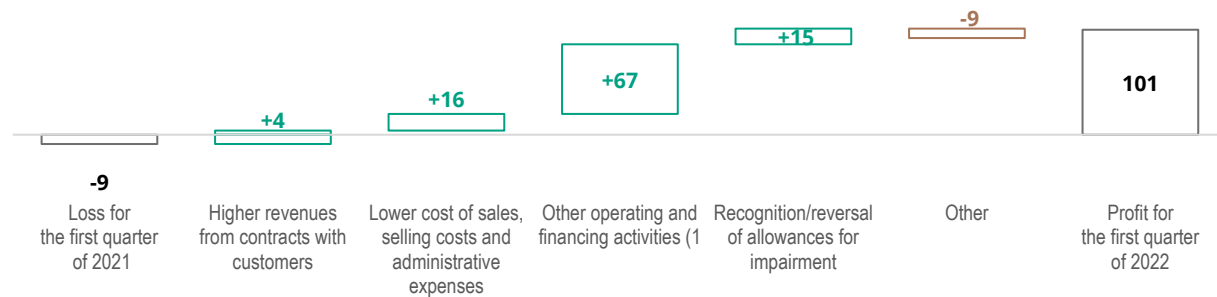 -9
+4
+16
+67
+15
-9
101
Loss for
the first quarter
of 2021
Higher revenues
from contracts with
customers
Lower cost of sales,
selling costs and
administrative
expenses
Other operating and
financing activities (1
Recognition/reversal
of allowances for
impairment
Other
Profit for
the first quarter
of 2022